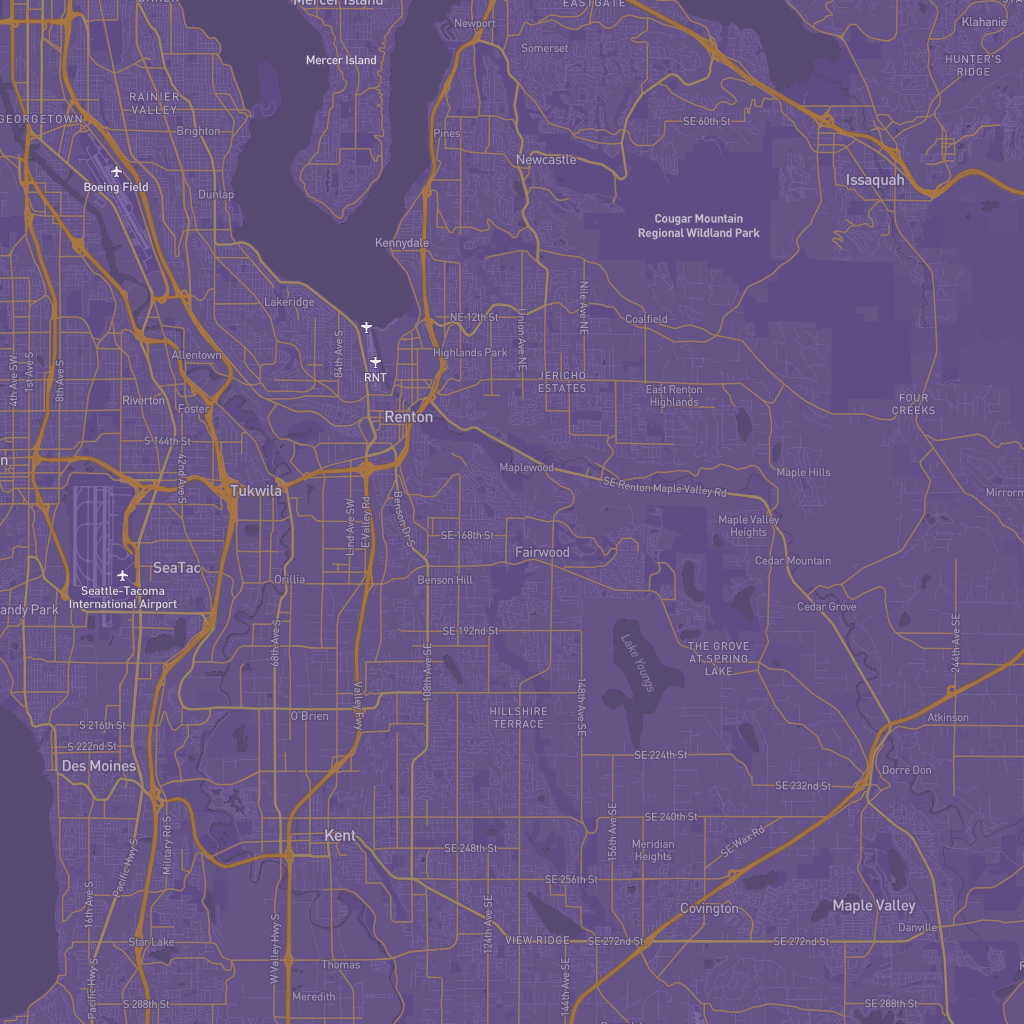 Mercer Island
EASTGATE
Newport
Klahanie
Somerset
Mercer Island
HUNTER'S
RIDGE
RAINIER
VALLEY
GEORGETOWN
SE 60th St
Brighton
Pines
Newcastle
Boeing Field
Issaquah
Dunlap
Cougar Mountain
Regional Wildland Park
Kennydale
Lakeridge
Nile Ave NE
NE 12th St
Coalfield
Union Ave NE
84th Ave S
Allentown
Highlands Park
4th Ave SW
1st Ave S
8th Ave S
RNT
JERICHO
ESTATES
East Renton
Highlands
Riverton
Foster
FOUR
CREEKS
Renton
S 144th St
42nd Ave S
Maplewood
Maple Hills
SE Renton Maple Valley Rd
Tukwila
Lind Ave SW
E Valley Rd
Benson Dr S
Maple Valley
Heights
SE 168th St
Fairwood
Cedar Mountain
SeaTac
Seattle-Tacoma
International Airport
Orillia
Benson Hill
andy Park
Cedar Grove
SE 192nd St
244th Ave SE
68th Ave S
Lake Youngs
THE GROVE
AT SPRING
LAKE
108th Ave SE
148th Ave SE
Valley Fwy
O'Brien
HILLSHIRE
TERRACE
Atkinson
S 216th St
S 222nd St
SE 224th St
Des Moines
Dorre Don
SE 232nd St
Military Rd S
Kent
SE 240th St
156th Ave SE
SE Wax Rd
SE 248th St
Meridian
Heights
Pacific Hwy S
SE 256th St
16th Ave S
Covington
Maple Valley
124th Ave SE
Danville
Star Lake
W Valley Hwy S
VIEW RIDGE
SE 272nd St
SE 272nd St
Thomas
Pacific Hwy S
144th Ave SE
Meredith
S 288th St
SE 288th St